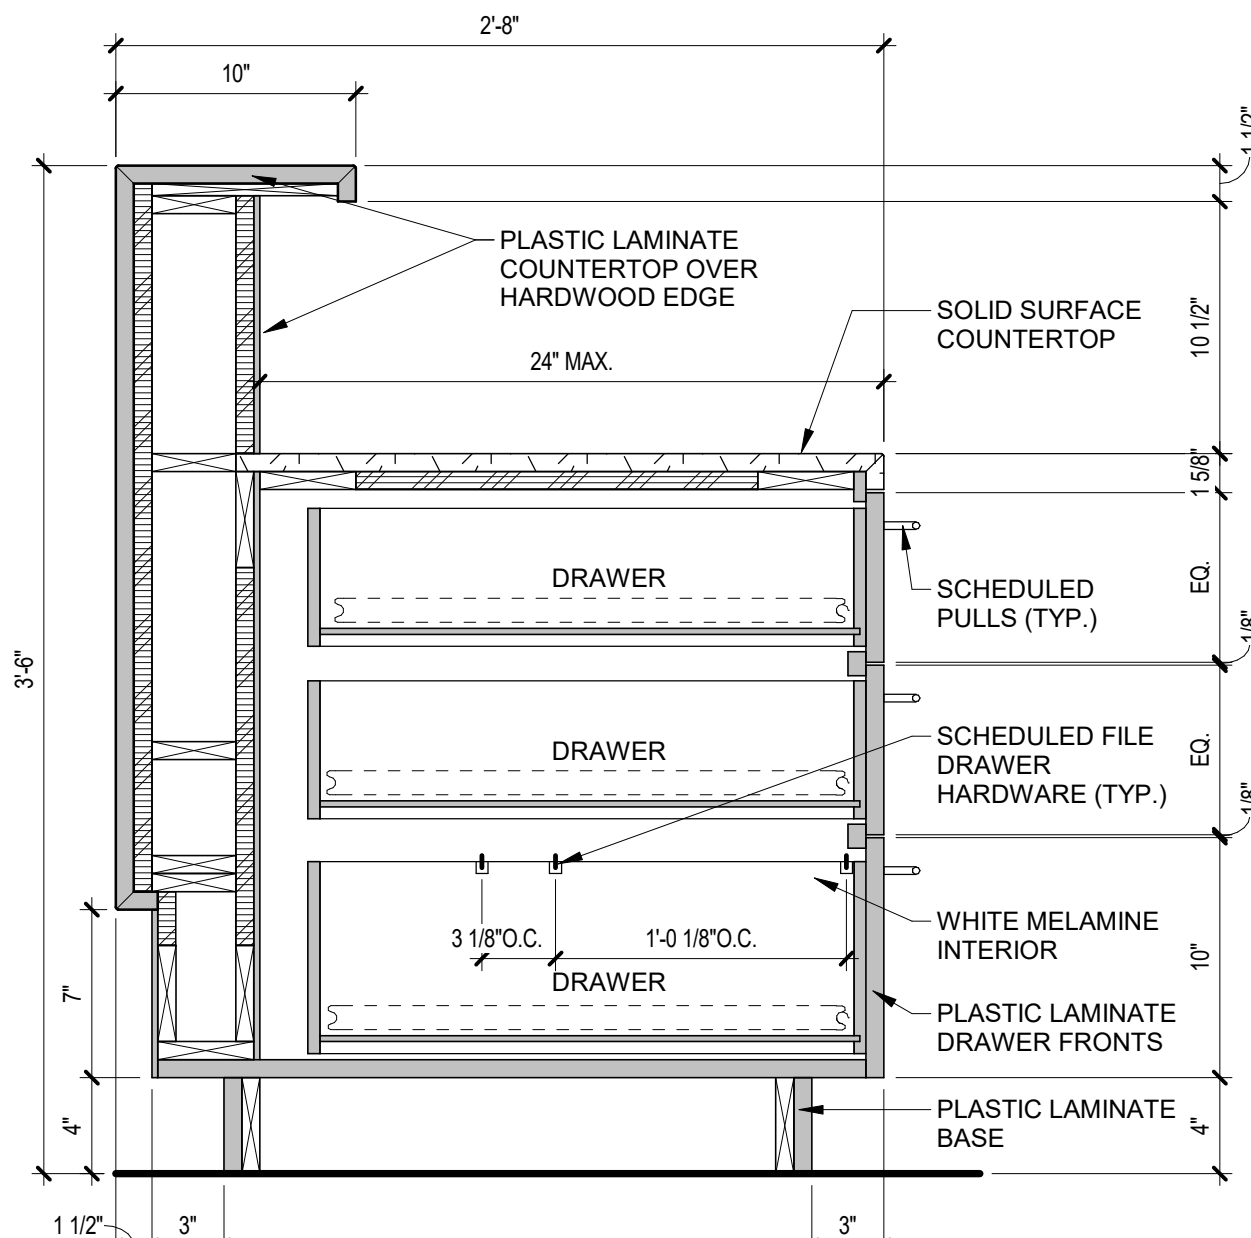 2'-8"
10"
1 1/2"
PLASTIC LAMINATE
COUNTERTOP OVER
HARDWOOD EDGE
SOLID SURFACE
COUNTERTOP
10 1/2"
24" MAX.
1 5/8"
DRAWER
SCHEDULED
PULLS (TYP.)
EQ.
1/8"
3'-6"
DRAWER
SCHEDULED FILE
DRAWER
HARDWARE (TYP.)
EQ.
1/8"
3 1/8"O.C.
1'-0 1/8"O.C.
WHITE MELAMINE
INTERIOR
10"
DRAWER
7"
PLASTIC LAMINATE
DRAWER FRONTS
4"
PLASTIC LAMINATE
BASE
4"
1 1/2"
3"
3"